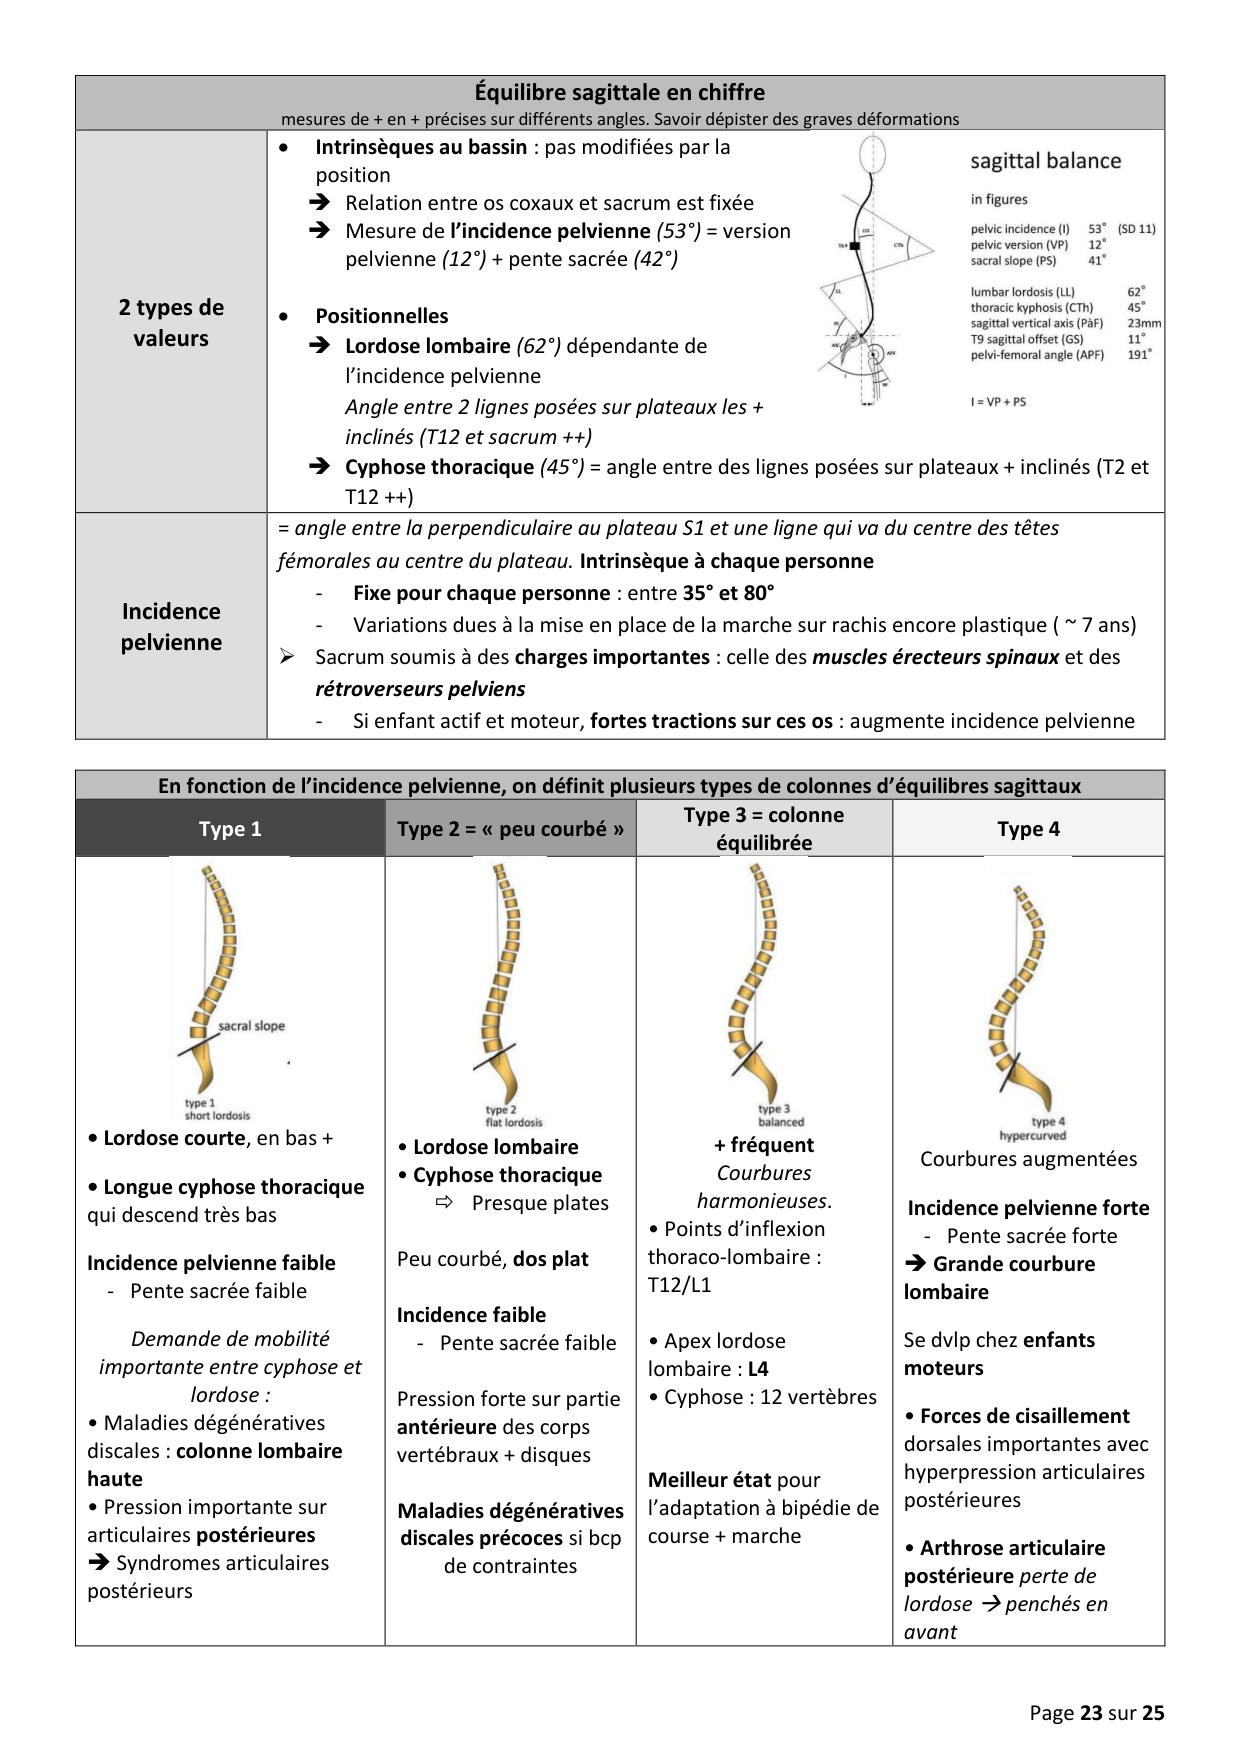 Équilibre sagittale en chiffre
mesures de + en + précises sur différents angles. Savoir dépister des graves déformations
2 types de
valeurs
• Intrinsèques au bassin : pas modifiées par la
position
➔ Relation entre os coxaux et sacrum est fixée
➔ Mesure de l’incidence pelvienne (53°) = version
pelvienne (12°) + pente sacrée (42°)
• Positionnelles
➔ Lordose lombaire (62°) dépendante de
l’incidence pelvienne
Angle entre 2 lignes posées sur plateaux les +
inclinés (T12 et sacrum ++)
➔ Cyphose thoracique (45°) = angle entre des lignes posées sur plateaux + inclinés (T2 et
T12 ++)
sagittal balance
in figures
pelvic incidence (I) 53° (SD 11)
pelvic version (VP) 12°
sacral slope (PS) 41°
lumbar lordosis (LL) 62°
thoracic kyphosis (CTh) 45°
sagittal vertical axis (PàF) 23mm
T9 sagittal offset (GS) 11°
pelvi-femoral angle (APF) 191°
I = VP + PS
GS
CTh
LL
APF
I
Incidence
pelvienne
= angle entre la perpendiculaire au plateau S1 et une ligne qui va du centre des têtes
fémorales au centre du plateau. Intrinsèque à chaque personne
- Fixe pour chaque personne : entre 35° et 80°
- Variations dues à la mise en place de la marche sur rachis encore plastique ( ~ 7 ans)
➢ Sacrum soumis à des charges importantes : celle des muscles érecteurs spinaux et des
rétroverseurs pelviens
- Si enfant actif et moteur, fortes tractions sur ces os : augmente incidence pelvienne
En fonction de l’incidence pelvienne, on définit plusieurs types de colonnes d’équilibres sagittaux
Type 1
sacral slope
type 1
short lordosis
• Lordose courte, en bas +
• Longue cyphose thoracique
qui descend très bas
Incidence pelvienne faible
- Pente sacrée faible
Demande de mobilité
importante entre cyphose et
lordose :
• Maladies dégénératives
discales : colonne lombaire
haute
• Pression importante sur
articulaires postérieures
➔ Syndromes articulaires
postérieurs
Type 2 = « peu courbé »
type 2
flat lordosis
• Lordose lombaire
• Cyphose thoracique
⇨ Presque plates
Peu courbé, dos plat
Incidence faible
- Pente sacrée faible
Pression forte sur partie
antérieure des corps
vertébraux + disques
Maladies dégénératives
discales précoces si bcp
de contraintes
Type 3 = colonne
équilibrée
type 3
balanced
+ fréquent
Courbures
harmonieuses.
• Points d’inflexion
thoraco-lombaire :
T12/L1
• Apex lordose
lombaire : L4
• Cyphose : 12 vertèbres
Meilleur état pour
l’adaptation à bipédie de
course + marche
Type 4
type 4
hypercurved
Courbures augmentées
Incidence pelvienne forte
- Pente sacrée forte
➔ Grande courbure
lombaire
Se dvlp chez enfants
moteurs
• Forces de cisaillement
dorsales importantes avec
hyperpression articulaires
postérieures
• Arthrose articulaire
postérieure perte de
lordose → penchés en
avant
Page 23 sur 25